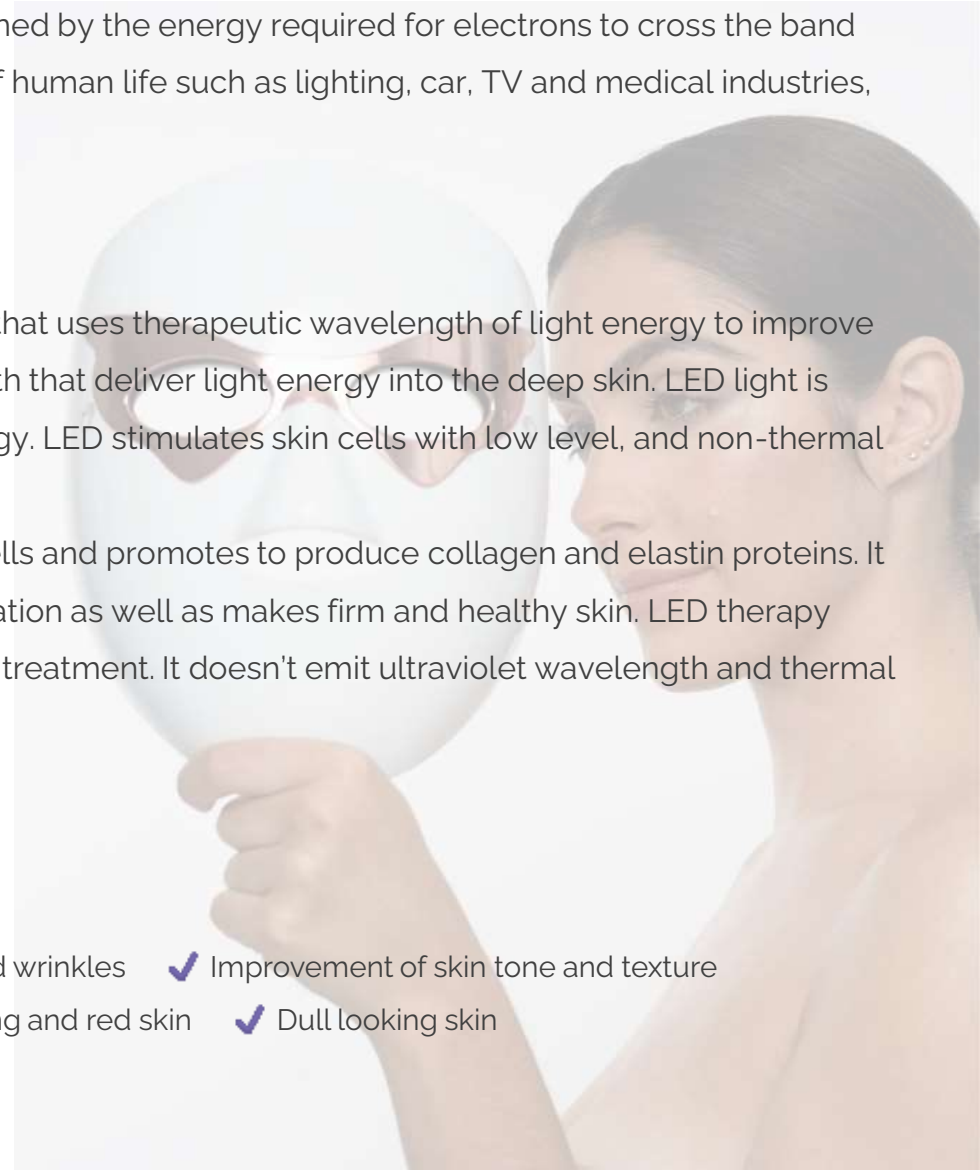 ned by the energy required for electrons to cross the band
f human life such as lighting, car, TV and medical industries,
that uses therapeutic wavelength of light energy to improve
th that deliver light energy into the deep skin. LED light is
gy. LED stimulates skin cells with low level, and non-thermal
ells and promotes to produce collagen and elastin proteins. It
ation as well as makes firm and healthy skin. LED therapy
treatment. It doesn't emit ultraviolet wavelength and thermal
d wrinkles ✔ Improvement of skin tone and texture
ng and red skin ✔ Dull looking skin